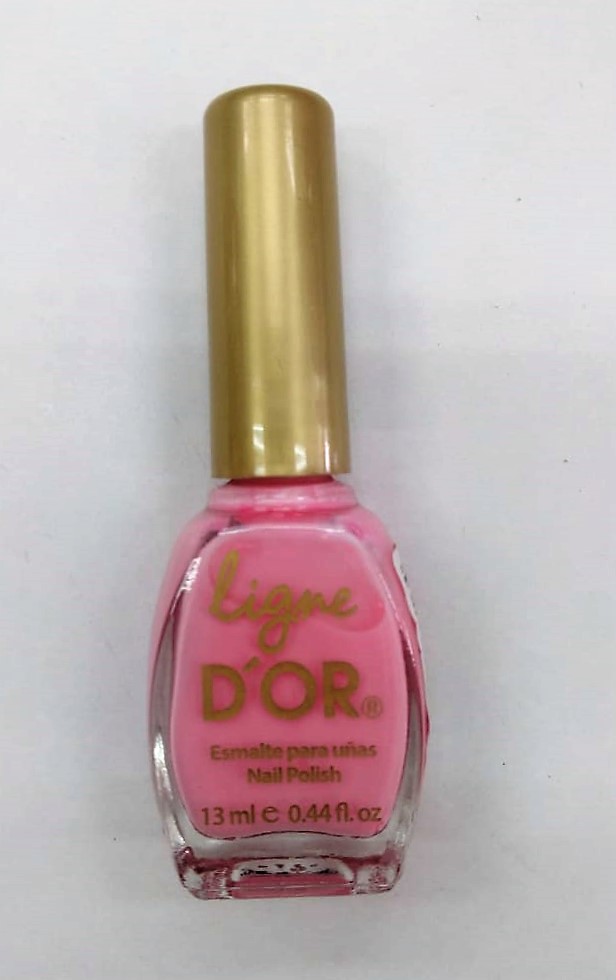 Ligne
D'OR®
Esmalte para uñas
Nail Polish
13 ml e 0.44 fl. oz